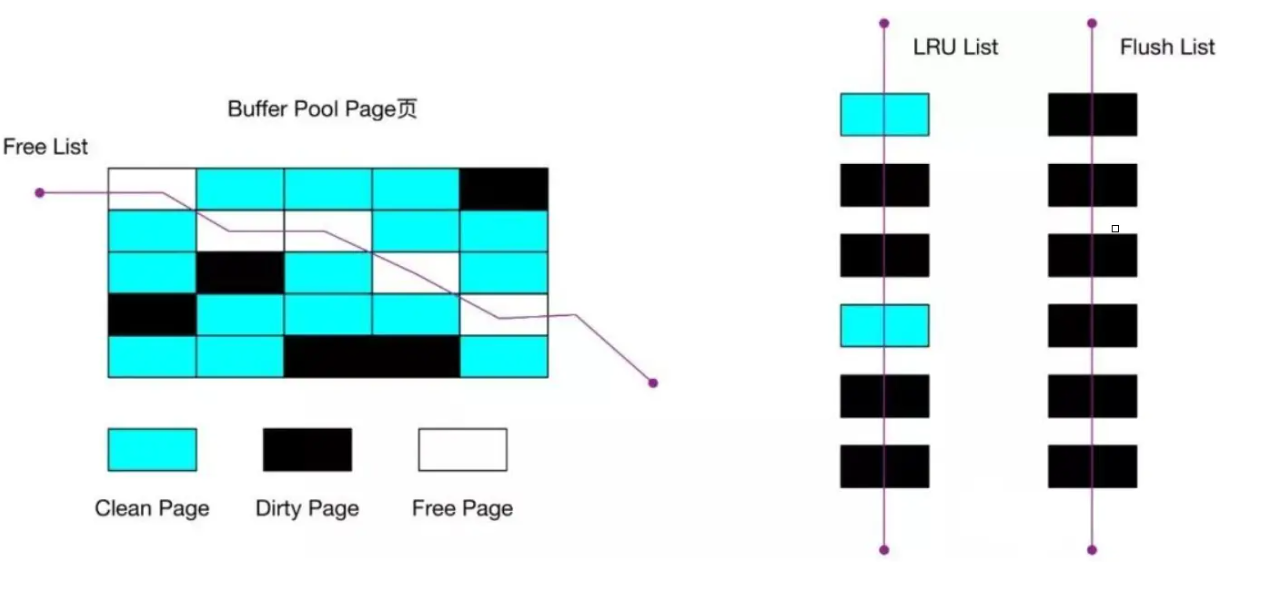 Buffer Pool Page页
Free List
Clean Page
Dirty Page
Free Page
LRU List
Flush List